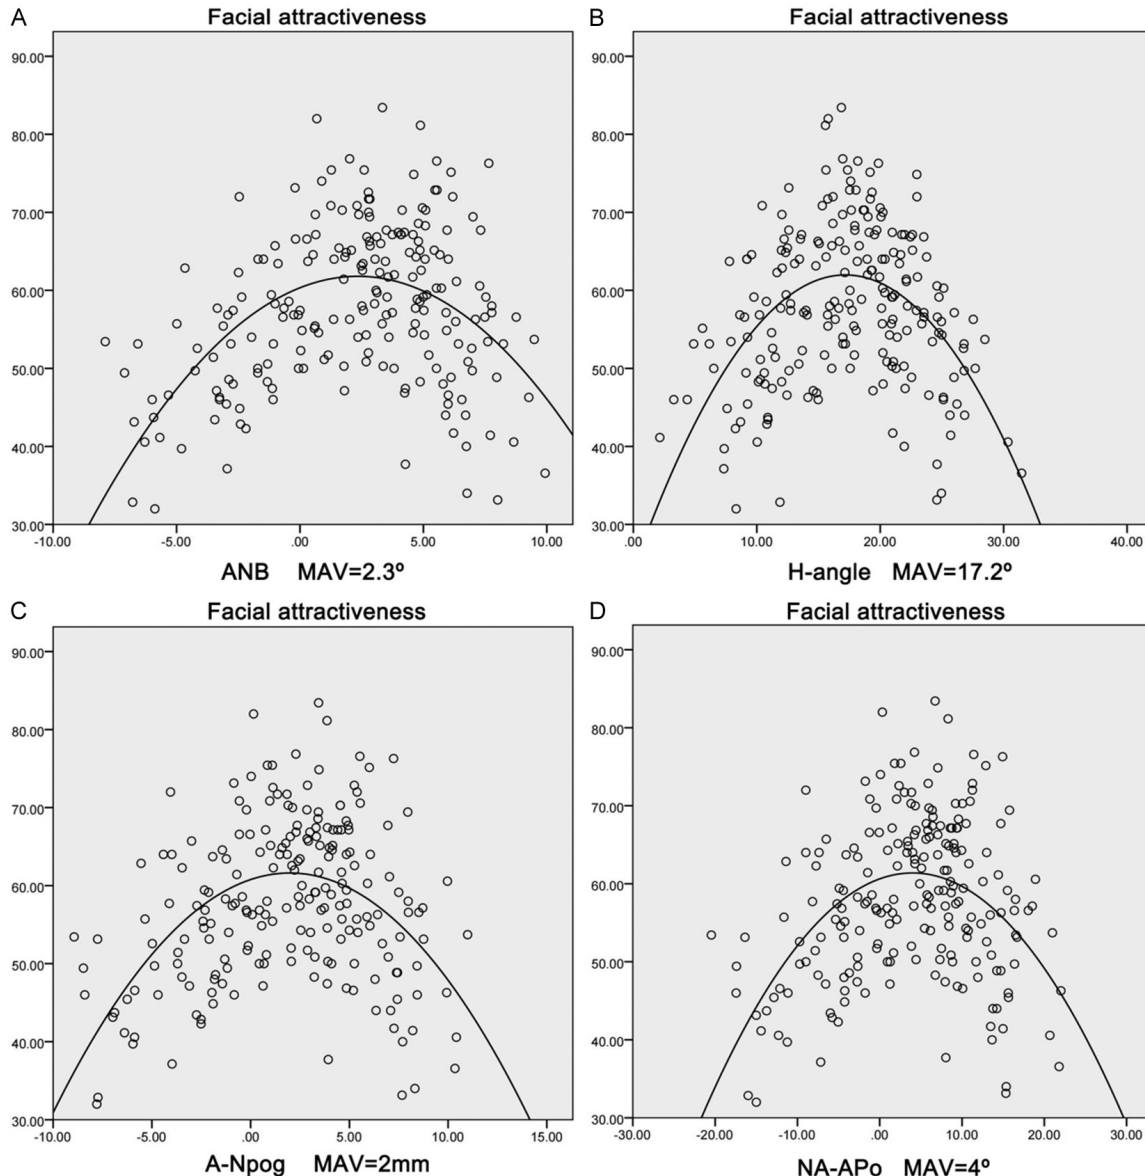 A
Facial attractiveness
90.00
80.00
70.00
60.00
50.00
40.00
30.00
-10.00 -5.00 .00 5.00 10.00
ANB MAV=2.3º
B
Facial attractiveness
90.00
80.00
70.00
60.00
50.00
40.00
30.00
.00 10.00 20.00 30.00 40.00
H-angle MAV=17.2º
C
Facial attractiveness
90.00
80.00
70.00
60.00
50.00
40.00
30.00
-10.00 -5.00 .00 5.00 10.00 15.00
A-Npog MAV=2mm
D
Facial attractiveness
90.00
80.00
70.00
60.00
50.00
40.00
30.00
-30.00 -20.00 -10.00 .00 10.00 20.00 30.00
NA-APo MAV=4º